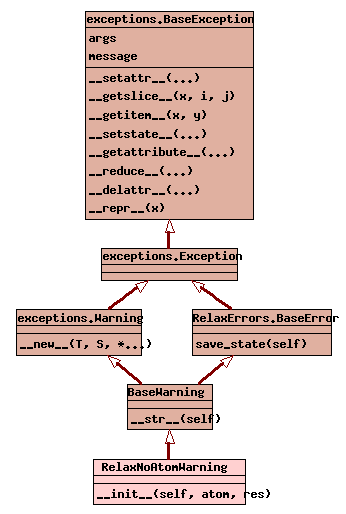 exceptions.BaseException
args
message
__setattr__(...)
__getslice__(x, i, j)
__getitem__(x, y)
__setstate__(...)
__getattribute__(...)
__reduce__(...)
__delattr__(...)
__repr__(x)
exceptions.Exception
exceptions.Warning
__new__(T, S, *...)
RelaxErrors.BaseError
save_state(self)
BaseWarning
__str__(self)
RelaxNoAtomWarning
__init__(self, atom, res)